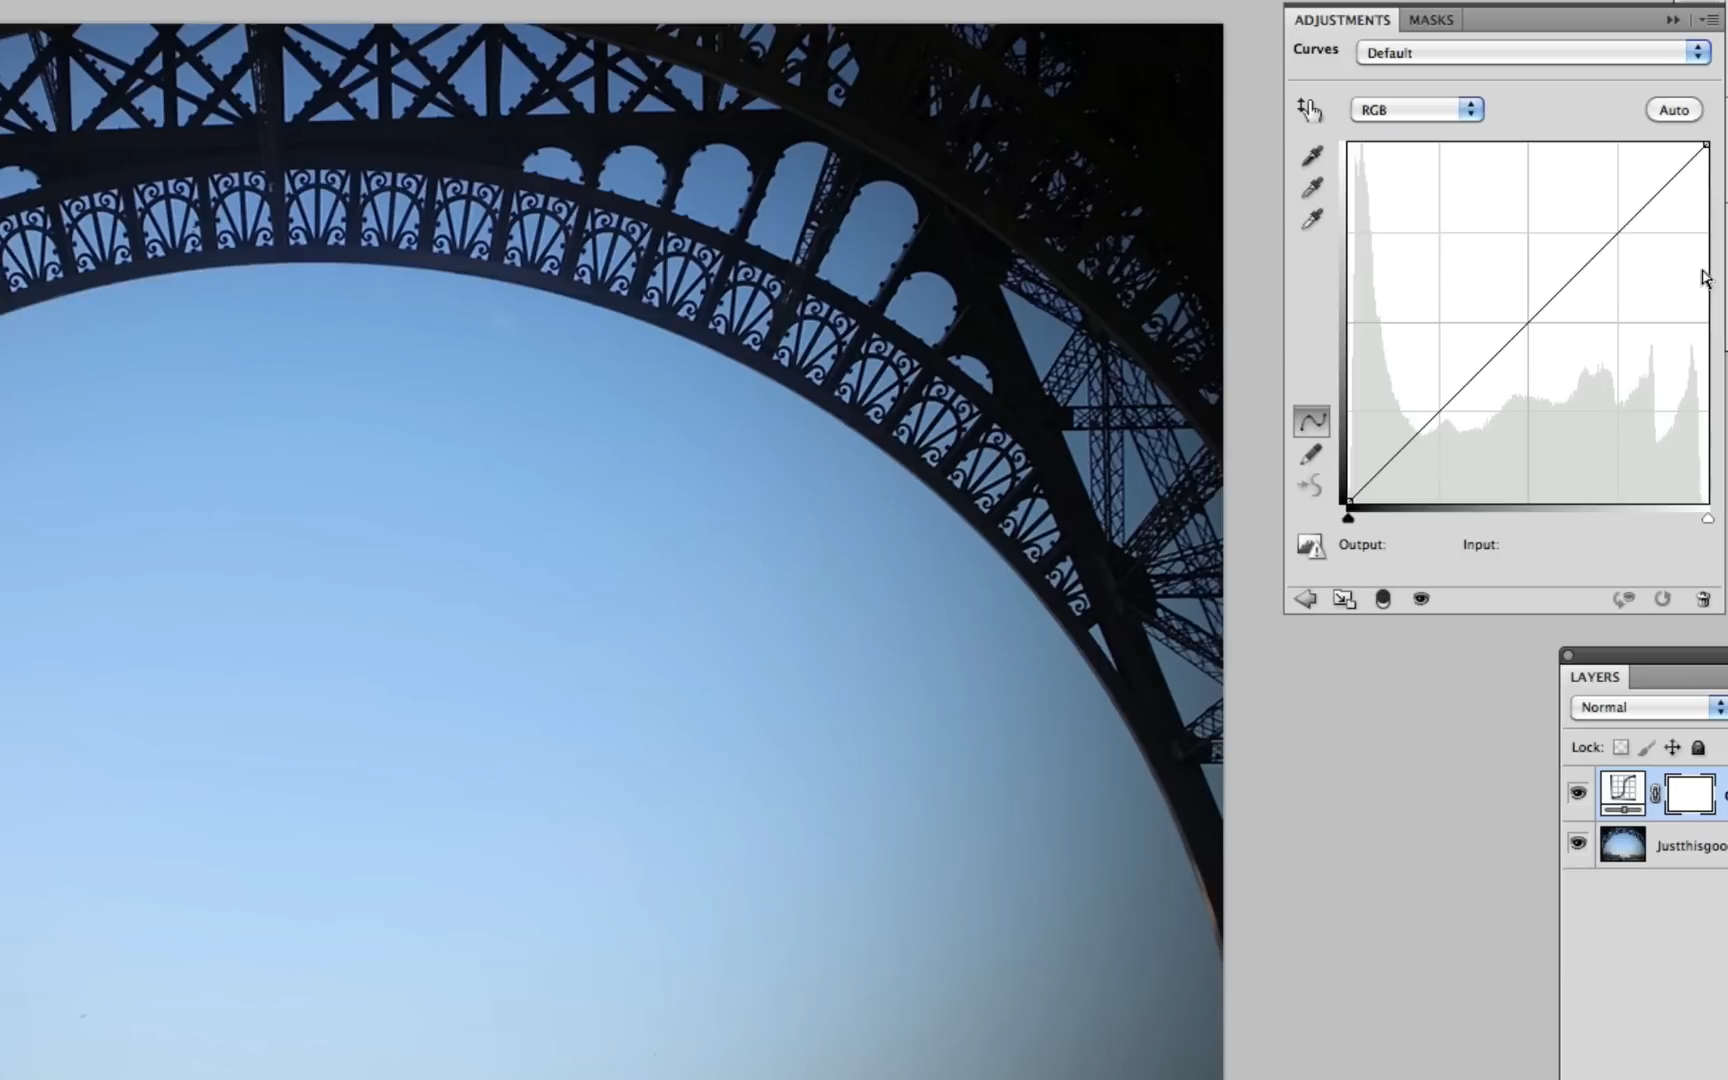 ADJUSTMENTS MASKS
Curves Default
RGB Auto
Output: Input:
LAYERS
Normal
Lock:
Justthisgoo